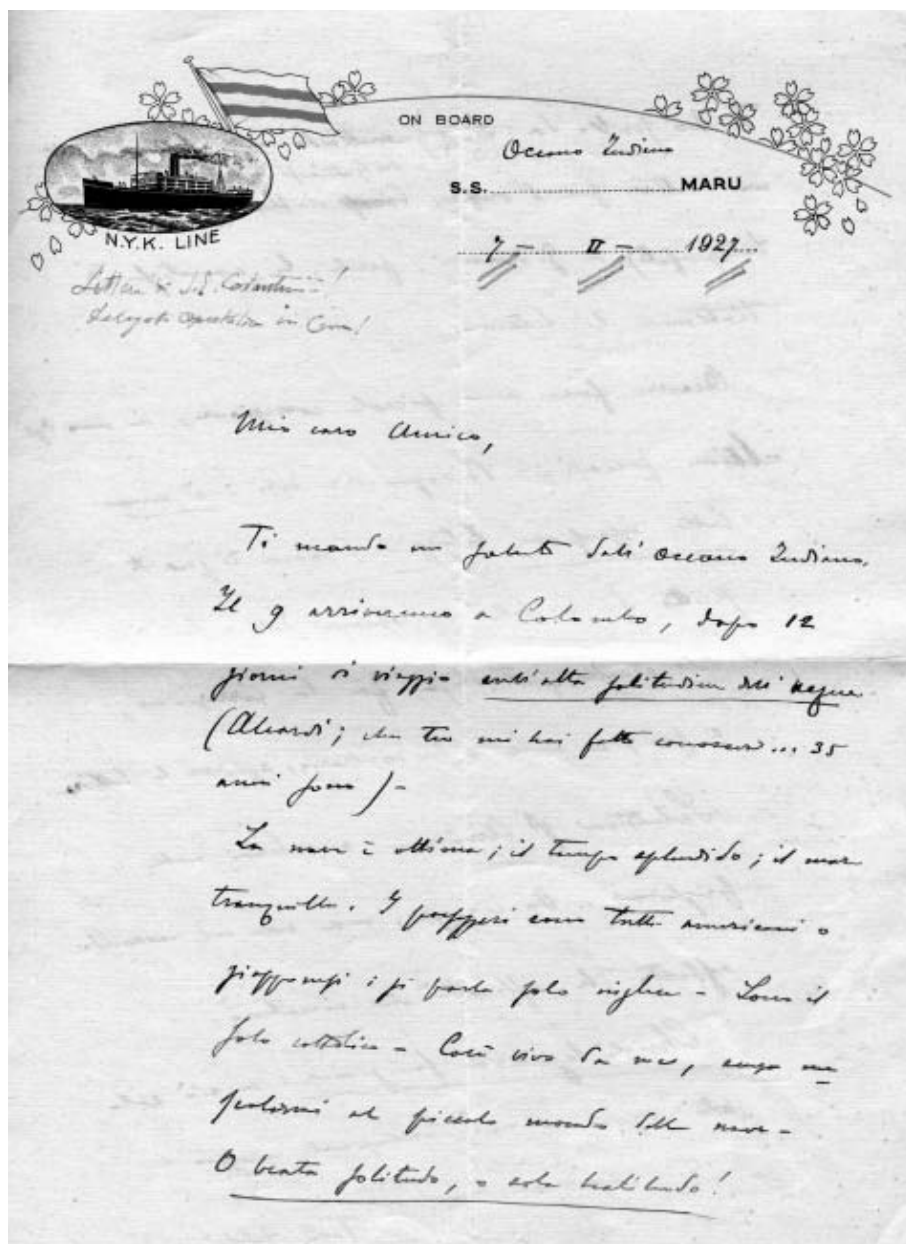 ON BOARD
Oceano Indiano
S.S. MARU
7 - II - 1927
N.Y.K. LINE
Lettera S.E. Costantini!
Delegato Apostolico in Cina!
Mio caro Amico,
Ti mando un saluto dall'Oceano Indiano.
Il 9 arriveremo a Colombo, dopo 12
giorni di viaggio nell'alta solitudine dell'acque
(Aleardi; che tu mi hai fatto conoscere... 35
anni sono) -
La nave è ottima; il tempo splendido; il mare
tranquillo. I passeggeri sono tutti americani o
giapponesi; si parla solo inglese - Sono il
solo cattolico - Così vivo da me, senza me
scolarmi al piccolo mondo della nave -
O beata solitudo, o sola beatitudo!